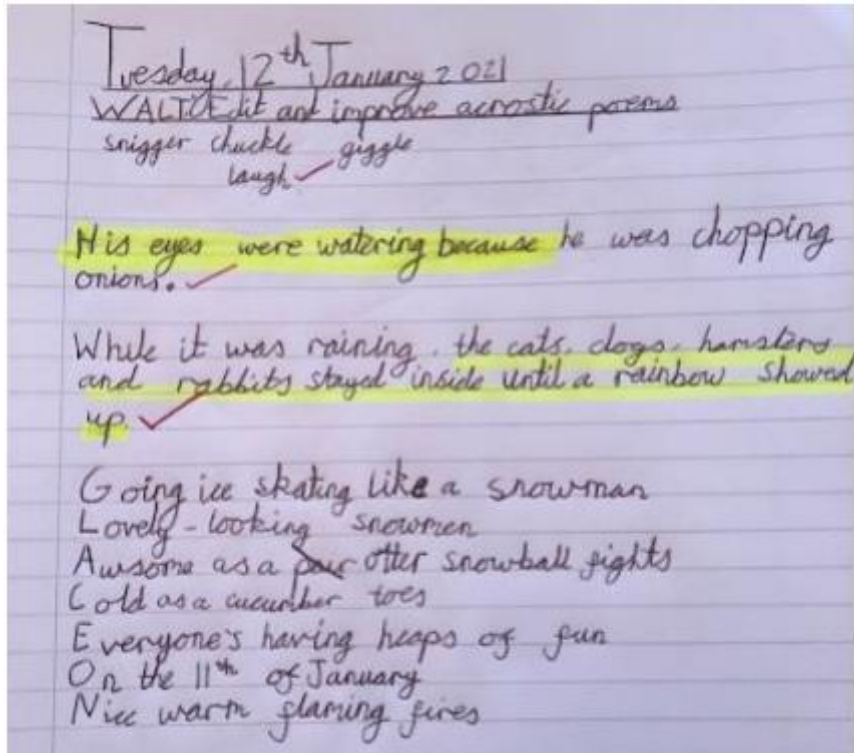 Tuesday, 12th January 2021
WALT: Edit and improve acrostic poems
snigger chuckle giggle
laugh
His eyes were watering because he was chopping
onions.
While it was raining, the cats, dogs, hamsters
and rabbits stayed inside until a rainbow showed
up.
Going ice skating like a snowman
Lovely-looking snowmen
Awsome as a otter snowball fights
Cold as a cucumber toes
Everyone's having heaps of fun
On the 11th of January
Nice warm flaming fires